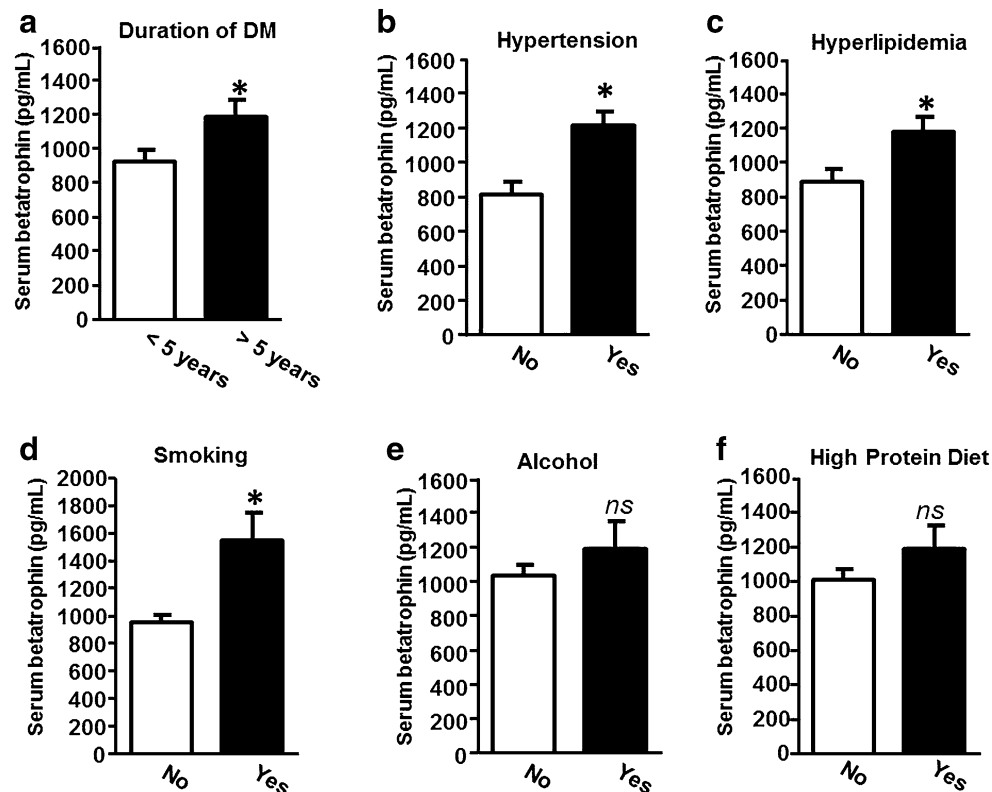 a
Duration of DM
Serum betatrophin (pg/mL)
1600
1400
1200
1000
800
600
400
200
0
*
< 5 years
> 5 years
b
Hypertension
Serum betatrophin (pg/mL)
1600
1400
1200
1000
800
600
400
200
0
*
No
Yes
c
Hyperlipidemia
Serum betatrophin (pg/mL)
1600
1400
1200
1000
800
600
400
200
0
*
No
Yes
d
Smoking
Serum betatrophin (pg/mL)
2000
1800
1600
1400
1200
1000
800
600
400
200
0
*
No
Yes
e
Alcohol
Serum betatrophin (pg/mL)
1600
1400
1200
1000
800
600
400
200
0
ns
No
Yes
f
High Protein Diet
Serum betatrophin (pg/mL)
1600
1400
1200
1000
800
600
400
200
0
ns
No
Yes